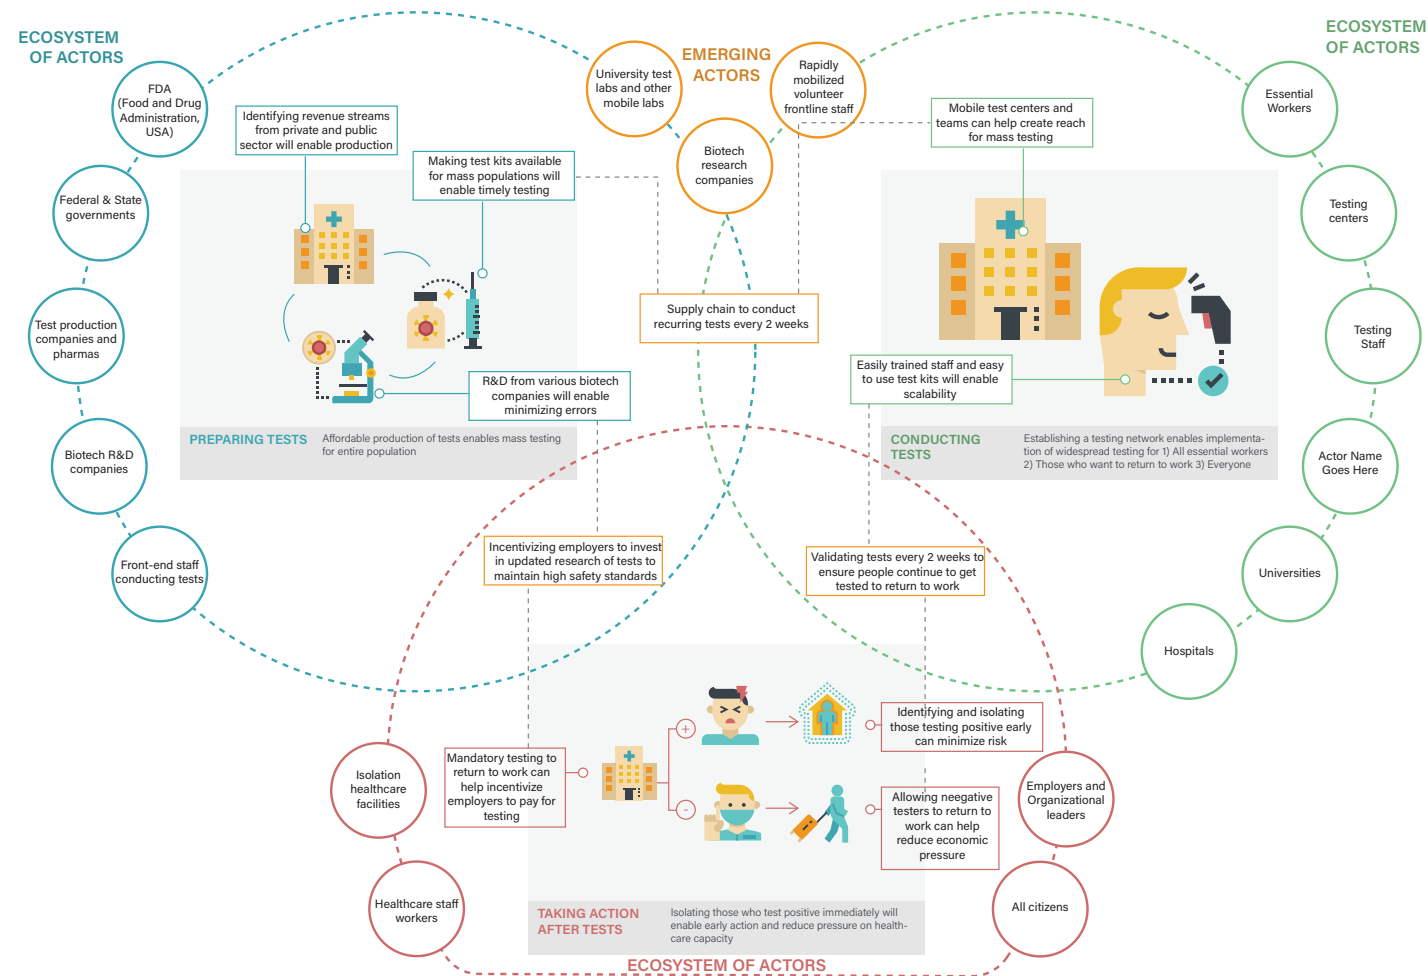 ECOSYSTEM
OF ACTORS
FDA
(Food and Drug
Administration,
USA)
Federal & State
governments
Test production
companies and
pharmas
Biotech R&D
companies
Front-end staff
conducting tests
Identifying revenue streams
from private and public
sector will enable production
Making test kits available
for mass populations will
enable timely testing
R&D from various biotech
companies will enable
minimizing errors
PREPARING TESTS
Affordable production of tests enables mass testing
for entire population
EMERGING
ACTORS
University test
labs and other
mobile labs
Rapidly
mobilized
volunteer
frontline staff
Biotech
research
companies
Supply chain to conduct
recurring tests every 2 weeks
ECOSYSTEM
OF ACTORS
Essential
Workers
Testing
centers
Testing
Staff
Actor Name
Goes Here
Universities
Hospitals
Mobile test centers and
teams can help create reach
for mass testing
Easily trained staff and easy
to use test kits will enable
scalability
CONDUCTING
TESTS
Establishing a testing network enables implementa-
tion of widespread testing for 1) All essential workers
2) Those who want to return to work 3) Everyone
Incentivizing employers to invest
in updated research of tests to
maintain high safety standards
Validating tests every 2 weeks to
ensure people continue to get
tested to return to work
Isolation
healthcare
facilities
Healthcare staff
workers
Mandatory testing to
return to work can
help incentivize
employers to pay for
testing
+
-
Identifying and isolating
those testing positive early
can minimize risk
Allowing neegative
testers to return to
work can help
reduce economic
pressure
Employers and
Organizational
leaders
All citizens
TAKING ACTION
AFTER TESTS
Isolating those who test positive immediately will
enable early action and reduce pressure on health-
care capacity
ECOSYSTEM OF ACTORS